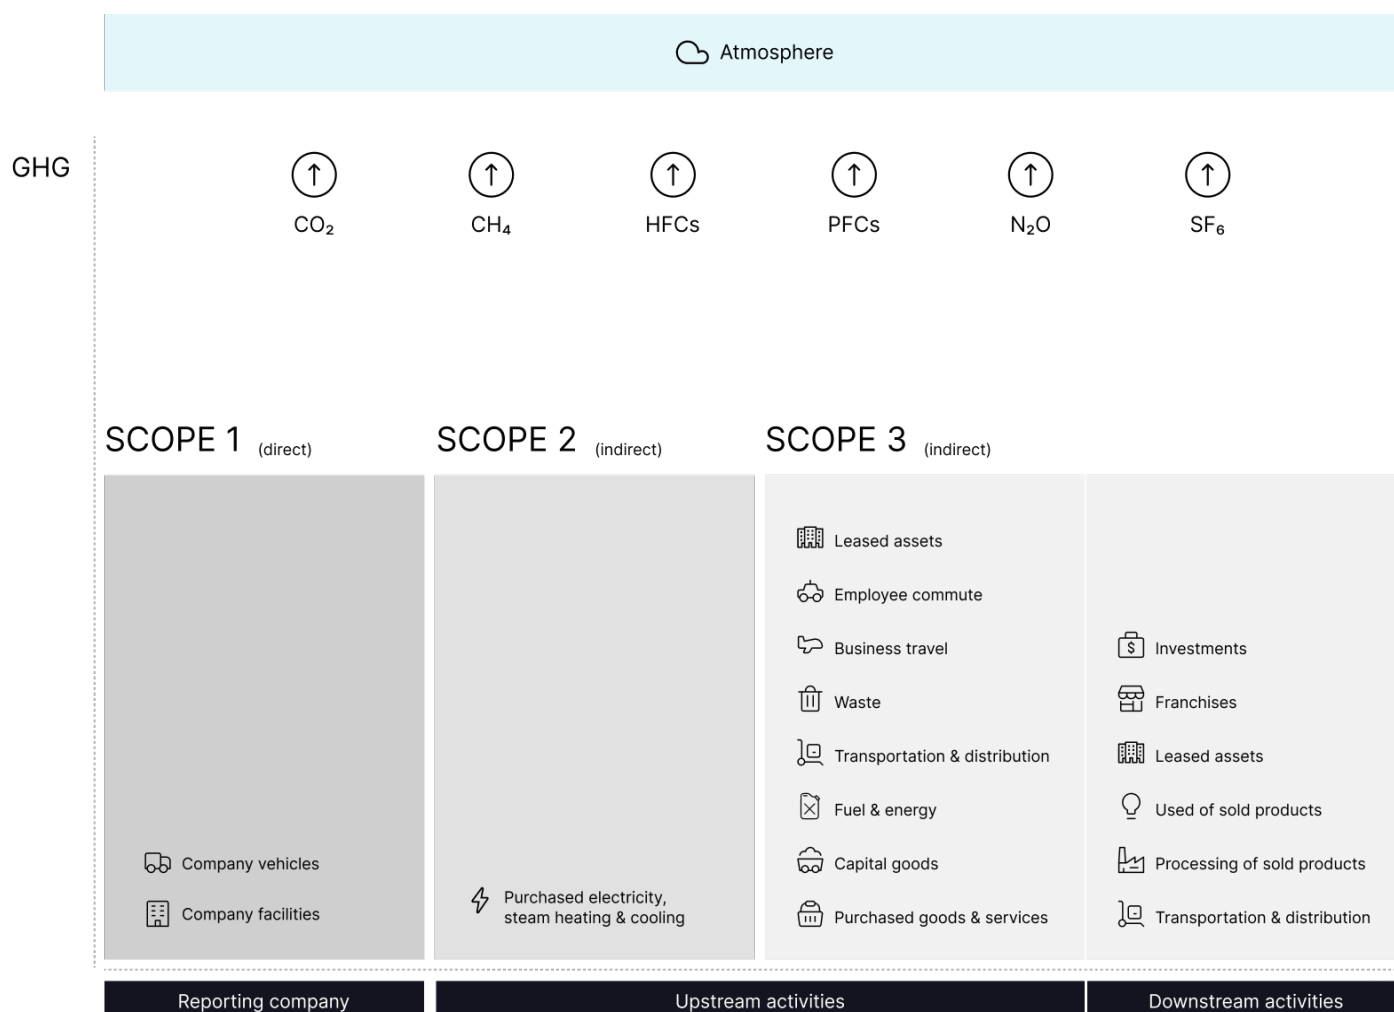 Atmosphere
GHG
CO₂
CH₄
HFCs
PFCs
N₂O
SF₆
SCOPE 1 (direct)
SCOPE 2 (indirect)
SCOPE 3 (indirect)
Company vehicles
Company facilities
Purchased electricity,
steam heating & cooling
Leased assets
Employee commute
Business travel
Waste
Transportation & distribution
Fuel & energy
Capital goods
Purchased goods & services
$ Investments
Franchises
Leased assets
Used of sold products
Processing of sold products
Transportation & distribution
Reporting company
Upstream activities
Downstream activities